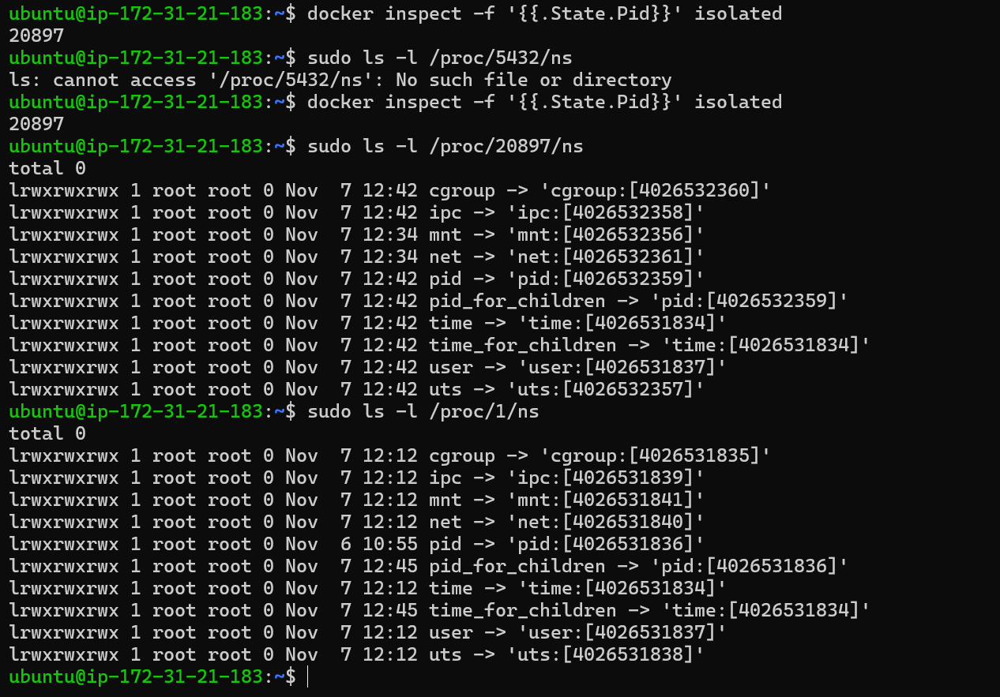 ubuntu@ip-172-31-21-183:~$ docker inspect -f '{{.State.Pid}}' isolated
20897
ubuntu@ip-172-31-21-183:~$ sudo ls -l /proc/5432/ns
ls: cannot access '/proc/5432/ns': No such file or directory
ubuntu@ip-172-31-21-183:~$ docker inspect -f '{{.State.Pid}}' isolated
20897
ubuntu@ip-172-31-21-183:~$ sudo ls -l /proc/20897/ns
total 0
lrwxrwxrwx 1 root root 0 Nov  7 12:42 cgroup -> 'cgroup:[4026532360]'
lrwxrwxrwx 1 root root 0 Nov  7 12:42 ipc -> 'ipc:[4026532358]'
lrwxrwxrwx 1 root root 0 Nov  7 12:34 mnt -> 'mnt:[4026532356]'
lrwxrwxrwx 1 root root 0 Nov  7 12:34 net -> 'net:[4026532361]'
lrwxrwxrwx 1 root root 0 Nov  7 12:42 pid -> 'pid:[4026532359]'
lrwxrwxrwx 1 root root 0 Nov  7 12:42 pid_for_children -> 'pid:[4026532359]'
lrwxrwxrwx 1 root root 0 Nov  7 12:42 time -> 'time:[4026531834]'
lrwxrwxrwx 1 root root 0 Nov  7 12:42 time_for_children -> 'time:[4026531834]'
lrwxrwxrwx 1 root root 0 Nov  7 12:42 user -> 'user:[4026531837]'
lrwxrwxrwx 1 root root 0 Nov  7 12:42 uts -> 'uts:[4026532357]'
ubuntu@ip-172-31-21-183:~$ sudo ls -l /proc/1/ns
total 0
lrwxrwxrwx 1 root root 0 Nov  7 12:12 cgroup -> 'cgroup:[4026531835]'
lrwxrwxrwx 1 root root 0 Nov  7 12:12 ipc -> 'ipc:[4026531839]'
lrwxrwxrwx 1 root root 0 Nov  7 12:12 mnt -> 'mnt:[4026531841]'
lrwxrwxrwx 1 root root 0 Nov  7 12:12 net -> 'net:[4026531840]'
lrwxrwxrwx 1 root root 0 Nov  6 10:55 pid -> 'pid:[4026531836]'
lrwxrwxrwx 1 root root 0 Nov  7 12:45 pid_for_children -> 'pid:[4026531836]'
lrwxrwxrwx 1 root root 0 Nov  7 12:12 time -> 'time:[4026531834]'
lrwxrwxrwx 1 root root 0 Nov  7 12:45 time_for_children -> 'time:[4026531834]'
lrwxrwxrwx 1 root root 0 Nov  7 12:12 user -> 'user:[4026531837]'
lrwxrwxrwx 1 root root 0 Nov  7 12:12 uts -> 'uts:[4026531838]'
ubuntu@ip-172-31-21-183:~$